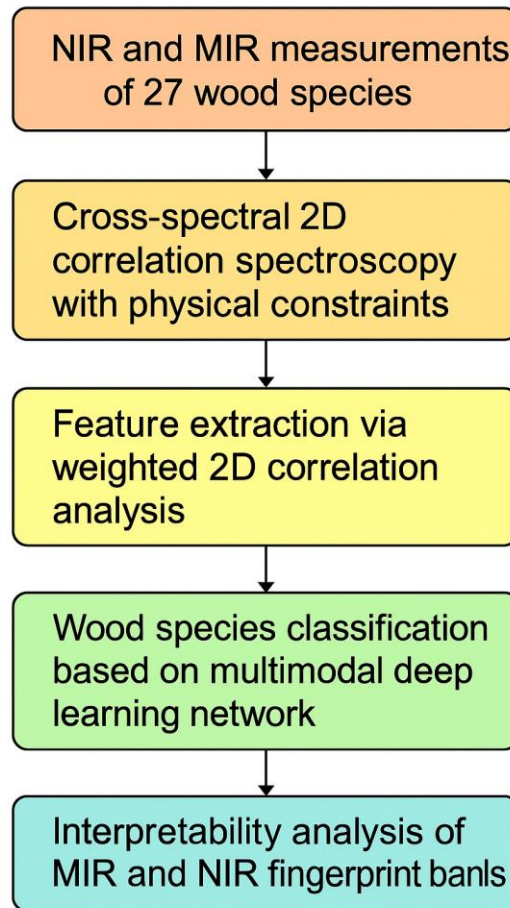 NIR and MIR measurements
of 27 wood species
Cross-spectral 2D
correlation spectroscopy
with physical constraints
Feature extraction via
weighted 2D correlation
analysis
Wood species classification
based on multimodal deep
learning network
Interpretability analysis of
MIR and NIR fingerprint banls